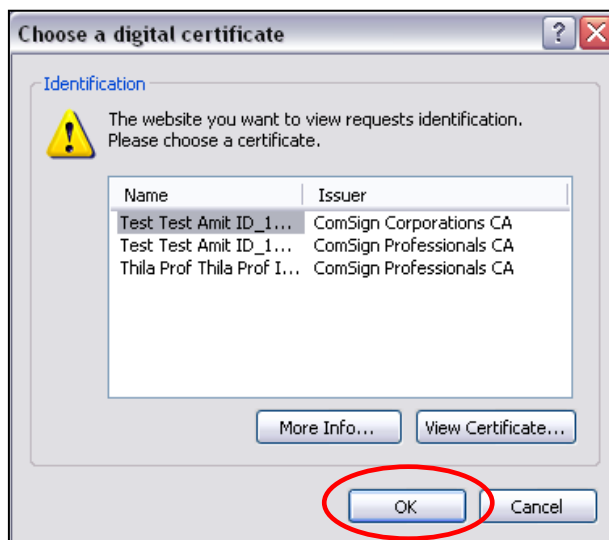 Choose a digital certificate
Identification
The website you want to view requests identification.
Please choose a certificate.
Name Issuer
Test Test Amit ID_1... ComSign Corporations CA
Test Test Amit ID_1... ComSign Professionals CA
Thila Prof Thila Prof I... ComSign Professionals CA
More Info... View Certificate...
OK Cancel